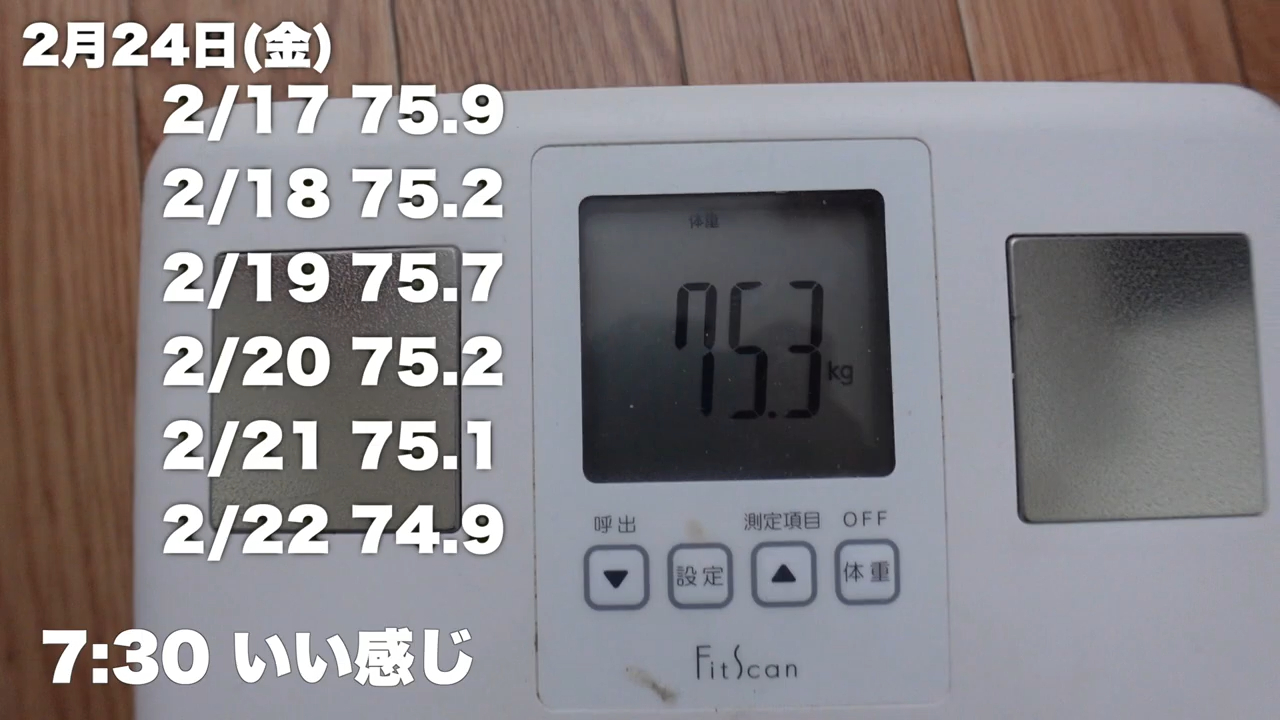 2月24日(金)
2/17 75.9
2/18 75.2
2/19 75.7
2/20 75.2
2/21 75.1
2/22 74.9
7:30 いい感じ
体重
75.3kg
呼出 測定項目 OFF
▼ 設定 ▲ 体重
FitScan